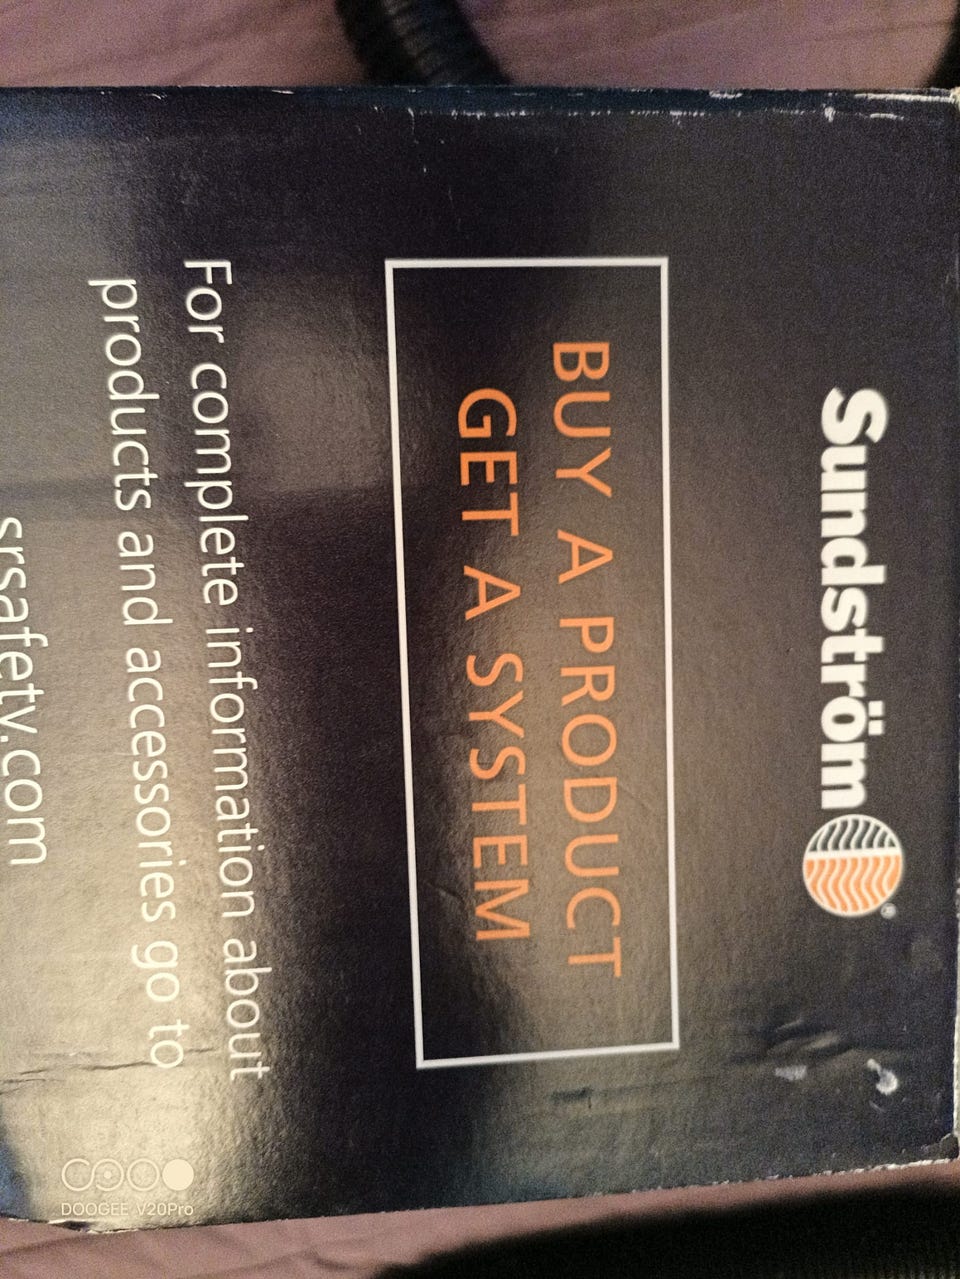 Sundström
®
BUY A PRODUCT
GET A SYSTEM
For complete information about
products and accessories go to
srsafety.com
DOOGEE V20Pro